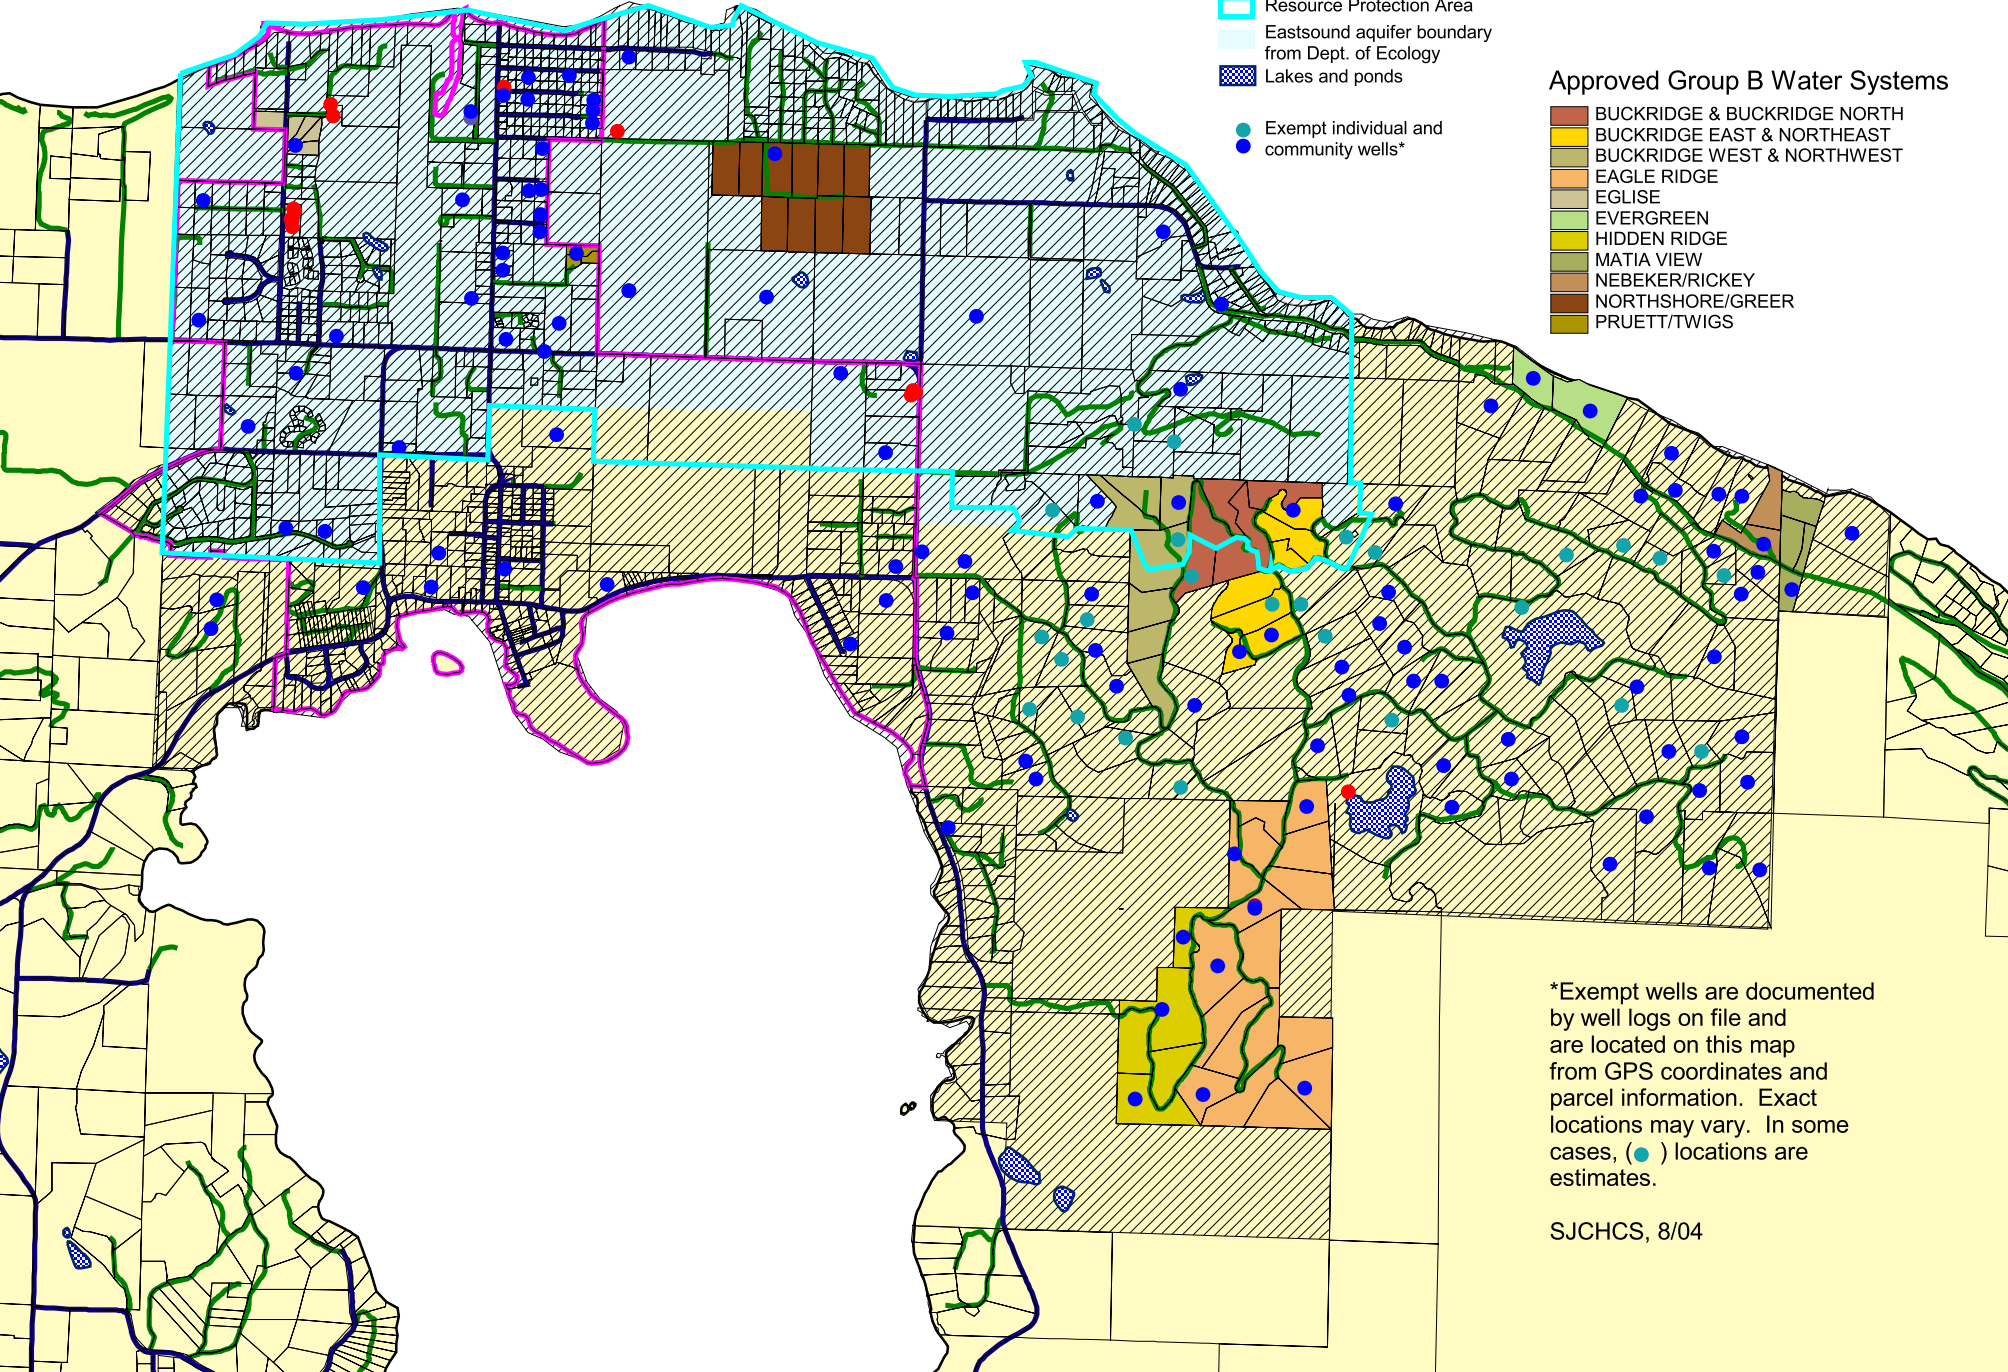 Resource Protection Area
Eastsound aquifer boundary
from Dept. of Ecology
Lakes and ponds
Exempt individual and
community wells*
Approved Group B Water Systems
BUCKRIDGE & BUCKRIDGE NORTH
BUCKRIDGE EAST & NORTHEAST
BUCKRIDGE WEST & NORTHWEST
EAGLE RIDGE
EGLISE
EVERGREEN
HIDDEN RIDGE
MATIA VIEW
NEBEKER/RICKEY
NORTHSHORE/GREER
PRUETT/TWIGS
*Exempt wells are documented
by well logs on file and
are located on this map
from GPS coordinates and
parcel information. Exact
locations may vary. In some
cases, ( ) locations are
estimates.
SJCHCS, 8/04